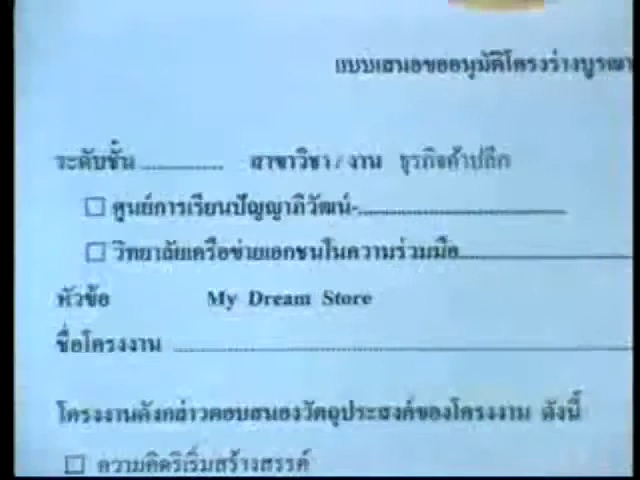 แบบเสนอขออนุมัติโครงร่างบูรณา
ระดับชั้น.............. สาขาวิชา / งาน ธุรกิจค้าปลีก
☐ ศูนย์การเรียนปัญญาภิวัฒน์-...................................
☐ วิทยาลัยเครือข่ายเอกชนในความร่วมมือ.............................
หัวข้อ My Dream Store
ชื่อโครงงาน ................................................................
โครงงานดังกล่าวตอบสนองวัตถุประสงค์ของโครงงาน ดังนี้
☐ ความคิดริเริ่มสร้างสรรค์